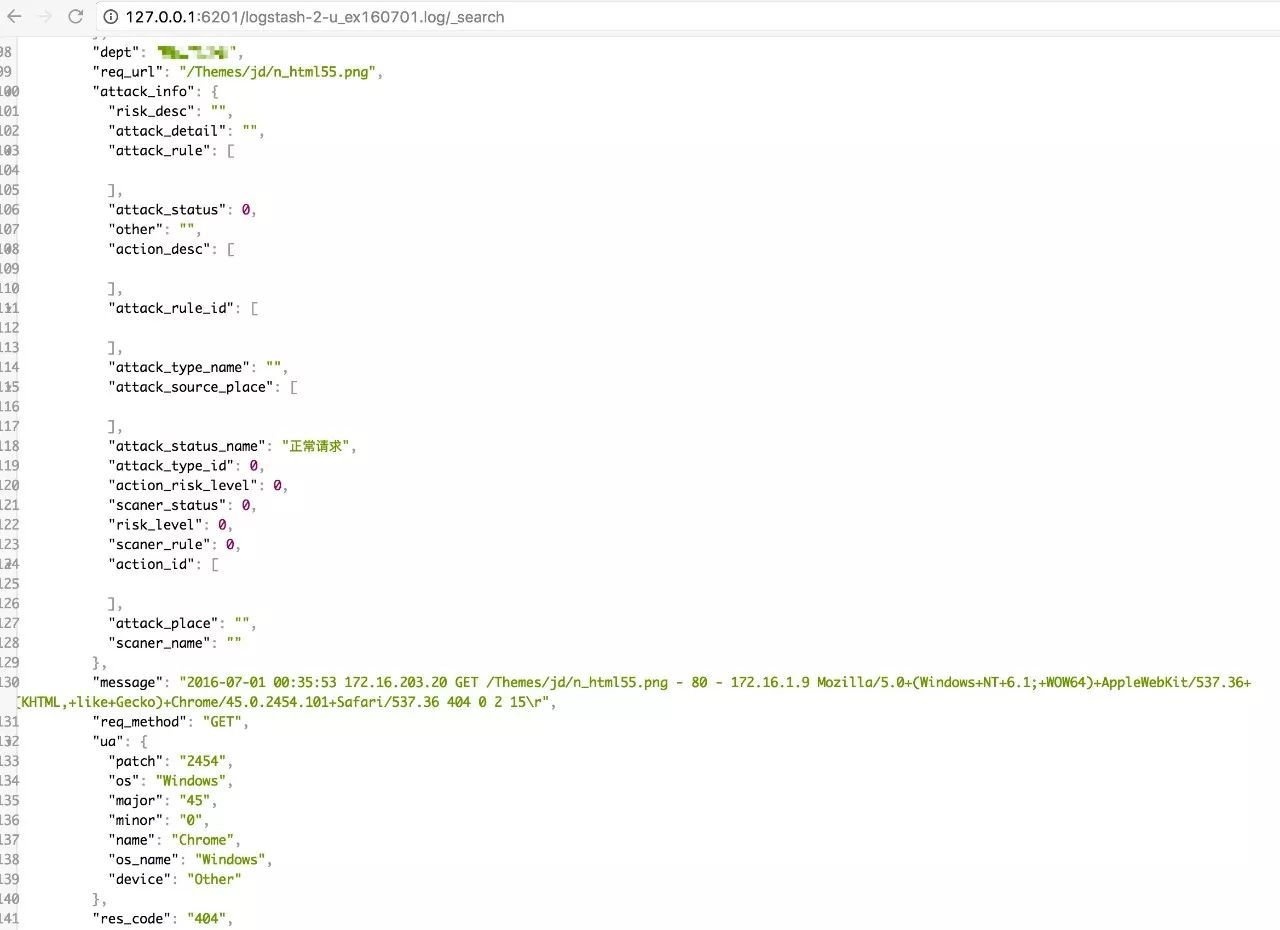 127.0.0.1:6201/logstash-2-u_ex160701.log/_search
98 "dept": "",
99 "req_url": "/Themes/jd/n_html55.png",
100 "attack_info": {
101 "risk_desc": "",
102 "attack_detail": "",
103 "attack_rule": [
104
105 ],
106 "attack_status": 0,
107 "other": "",
108 "action_desc": [
109
110 ],
111 "attack_rule_id": [
112
113 ],
114 "attack_type_name": "",
115 "attack_source_place": [
116
117 ],
118 "attack_status_name": "正常请求",
119 "attack_type_id": 0,
120 "action_risk_level": 0,
121 "scaner_status": 0,
122 "risk_level": 0,
123 "scaner_rule": 0,
124 "action_id": [
125
126 ],
127 "attack_place": "",
128 "scaner_name": ""
129 },
130 "message": "2016-07-01 00:35:53 172.16.203.20 GET /Themes/jd/n_html55.png - 80 - 172.16.1.9 Mozilla/5.0+(Windows+NT+6.1;+WOW64)+AppleWebKit/537.36+
(KHTML,+like+Gecko)+Chrome/45.0.2454.101+Safari/537.36 404 0 2 15\r",
131 "req_method": "GET",
132 "ua": {
133 "patch": "2454",
134 "os": "Windows",
135 "major": "45",
136 "minor": "0",
137 "name": "Chrome",
138 "os_name": "Windows",
139 "device": "Other"
140 },
141 "res_code": "404",